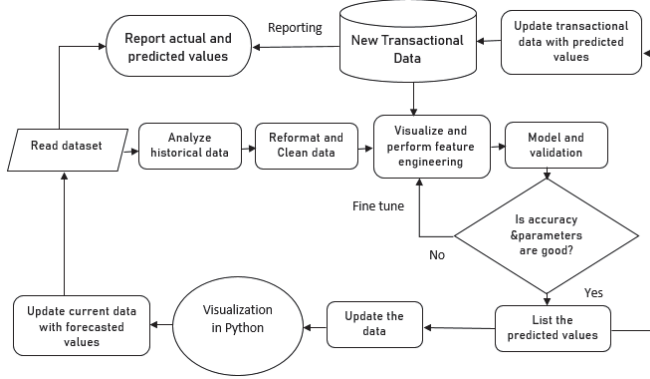 Report actual and
predicted values
Reporting
New Transactional
Data
Update transactional
data with predicted
values
Read dataset
Analyze
historical data
Reformat and
Clean data
Visualize and
perform feature
engineering
Model and
validation
Fine tune
No
Is accuracy
&parameters
are good?
Yes
Update current data
with forecasted
values
Visualization
in Python
Update the
data
List the
predicted values